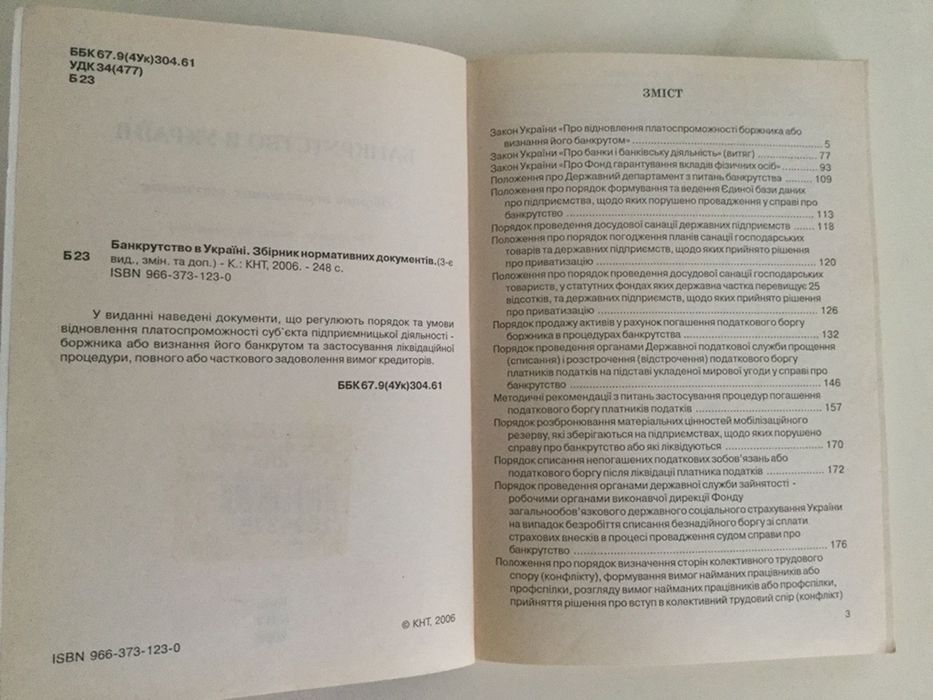 ББК 67.9(4Ук)304.61
УДК 34(477)
Б 23
Б 23
Банкрутство в Україні. Збірник нормативних документів.(3-є
вид., змін. та доп.) - К.: КНТ, 2006. - 248 с.
ISBN 966-373-123-0
У виданні наведені документи, що регулюють порядок та умови
відновлення платоспроможності суб`єкта підприємницької діяльності -
боржника або визнання його банкрутом та застосування ліквідаційної
процедури, повного або часткового задоволення вимог кредиторів.
ББК 67.9(4Ук)304.61
© КНТ, 2006
ISBN 966-373-123-0
ЗМІСТ
Закон України «Про відновлення платоспроможності боржника або
визнання його банкрутом» ..... 5
Закон України «Про банки і банківську діяльність» (витяг) ..... 77
Закон України «Про Фонд гарантування вкладів фізичних осіб» ..... 93
Положення про Державний департамент з питань банкрутства ..... 109
Положення про порядок формування та ведення Єдиної бази даних
про підприємства, щодо яких порушено провадження у справі про
банкрутство ..... 113
Порядок проведення досудової санації державних підприємств ..... 118
Положення про порядок погодження планів санації господарських
товарств та державних підприємств, щодо яких прийнято рішення
про приватизацію ..... 120
Положення про порядок проведення досудової санації господарських
товариств, у статутних фондах яких державна частка перевищує 25
відсотків, та державних підприємств, щодо яких прийнято рішення
про приватизацію ..... 126
Порядок продажу активів у рахунок погашення податкового боргу
боржника в процедурах банкрутства ..... 132
Порядок проведення органами Державної податкової служби прощення
(списання) і розстрочення (відстрочення) податкового боргу
платників податків на підставі укладеної мирової угоди у справі про
банкрутство ..... 146
Методичні рекомендації з питань застосування процедур погашення
податкового боргу платників податків ..... 157
Порядок розбронювання матеріальних цінностей мобілізаційного
резерву, які зберігаються на підприємствах, щодо яких порушено
справу про банкрутство або які ліквідуються ..... 170
Порядок списання непогашених податкових зобов’язань або
податкового боргу після ліквідації платника податків ..... 172
Порядок проведення органами державної служби зайнятості -
робочими органами виконавчої дирекції Фонду
загальнообов’язкового державного соціального страхування України
на випадок безробіття списання безнадійного боргу зі сплати
страхових внесків в процесі провадження судом справи про
банкрутство ..... 176
Положення про порядок визначення сторін колективного трудового
спору (конфлікту), формування вимог найманих працівників або
профспілки, розгляду вимог найманих працівників або профспілки,
прийняття рішення про вступ в колективний трудовий спір (конфлікт)
3